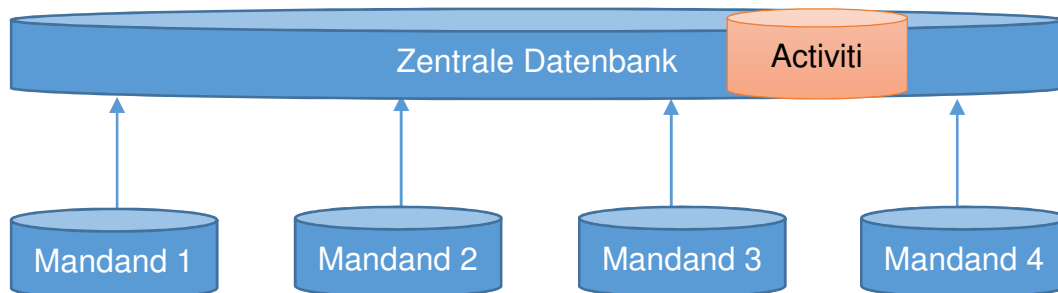 Zentrale Datenbank
Activiti
Mandand 1
Mandand 2
Mandand 3
Mandand 4